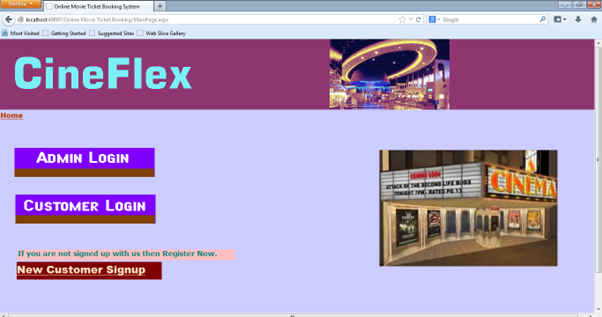 Firefox
Online Movie Ticket Booking System
localhost:49697/Online Movie Ticket Booking/MainPage.aspx
Google
Most Visited
Getting Started
Suggested Sites
Web Slice Gallery
CineFlex
Home
Admin Login
Customer Login
COMING SOON
ATTACK OF THE SECOND LIFE BUGS
TONIGHT 7PM - RATED PG 13
CINEMA
If you are not signed up with us then Register Now.
New Customer Signup